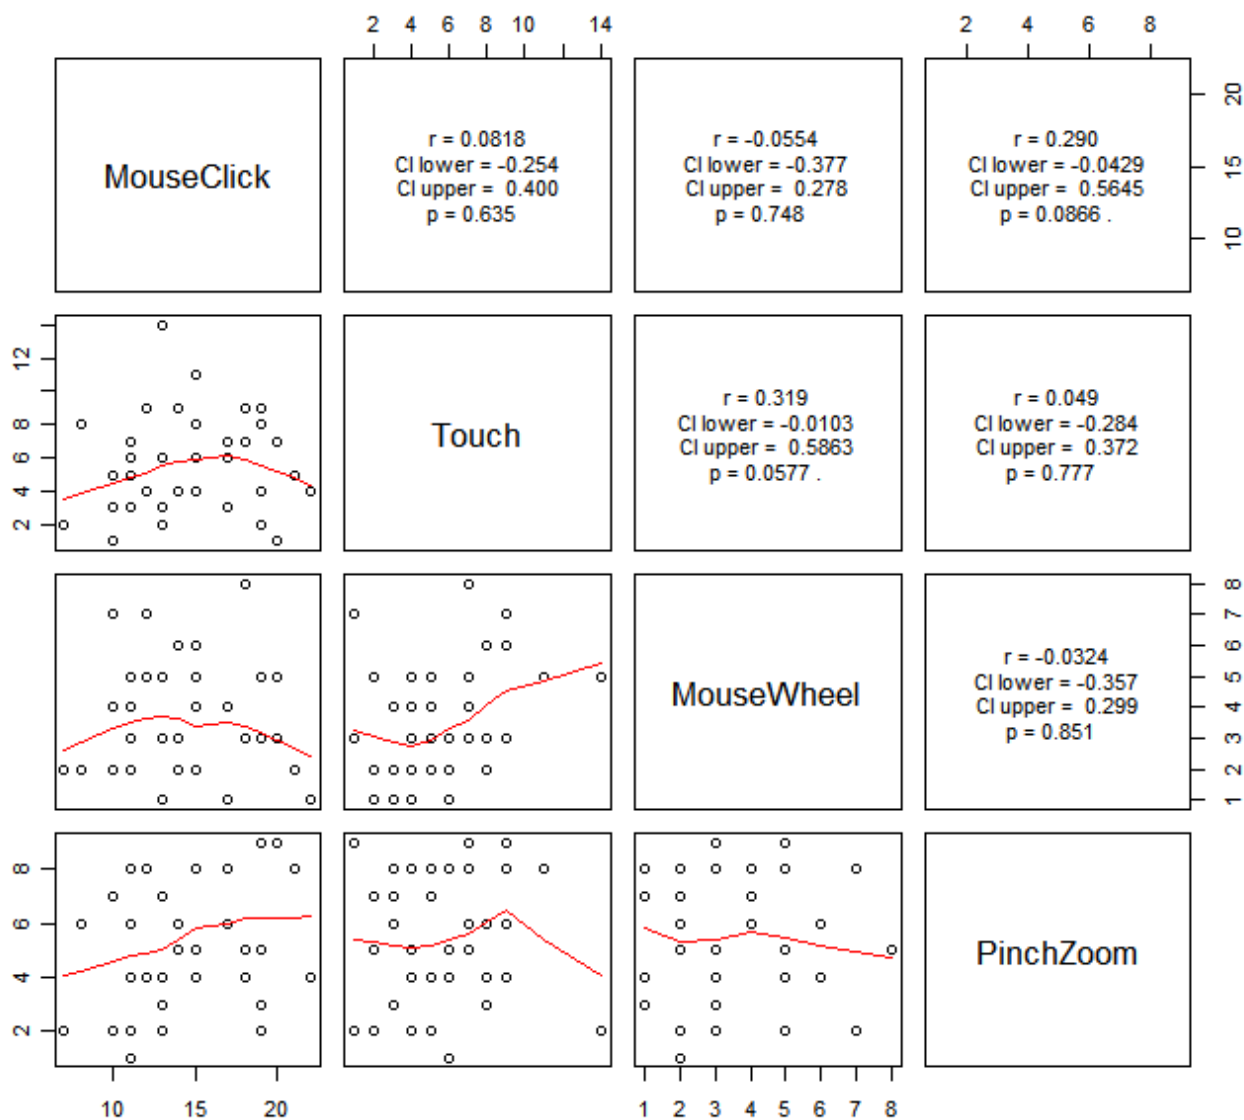 2 4 6 8 10 14
2 4 6 8
MouseClick
r = 0.0818
CI lower = -0.254
CI upper = 0.400
p = 0.635
r = -0.0554
CI lower = -0.377
CI upper = 0.278
p = 0.748
r = 0.290
CI lower = -0.0429
CI upper = 0.5645
p = 0.0866 .
20
15
10
12
8
6
4
2
Touch
r = 0.319
CI lower = -0.0103
CI upper = 0.5863
p = 0.0577 .
r = 0.049
CI lower = -0.284
CI upper = 0.372
p = 0.777
MouseWheel
r = -0.0324
CI lower = -0.357
CI upper = 0.299
p = 0.851
8
7
6
5
4
3
2
1
8
6
4
2
PinchZoom
10 15 20
1 2 3 4 5 6 7 8